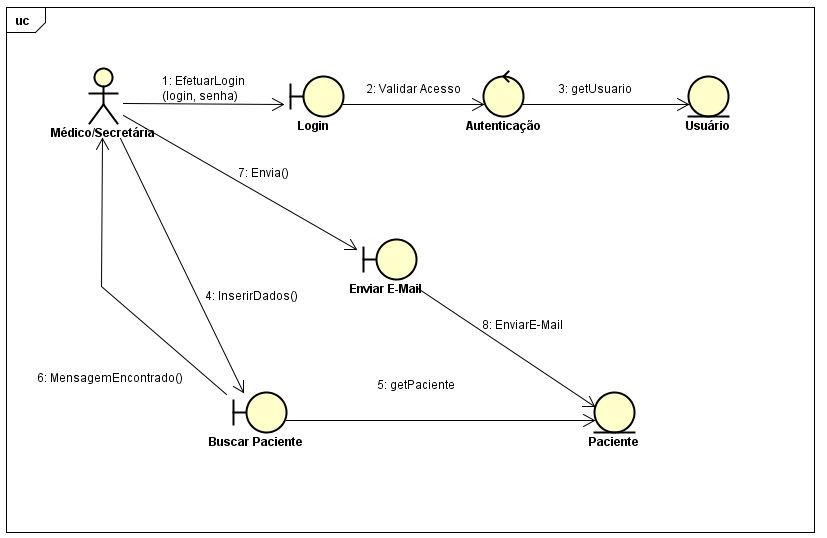 uc
1: EfetuarLogin
(login, senha)
2: Validar Acesso
3: getUsuario
Médico/Secretária
Login
Autenticação
Usuário
7: Envia()
Enviar E-Mail
4: InserirDados()
8: EnviarE-Mail
6: MensagemEncontrado()
5: getPaciente
Buscar Paciente
Paciente